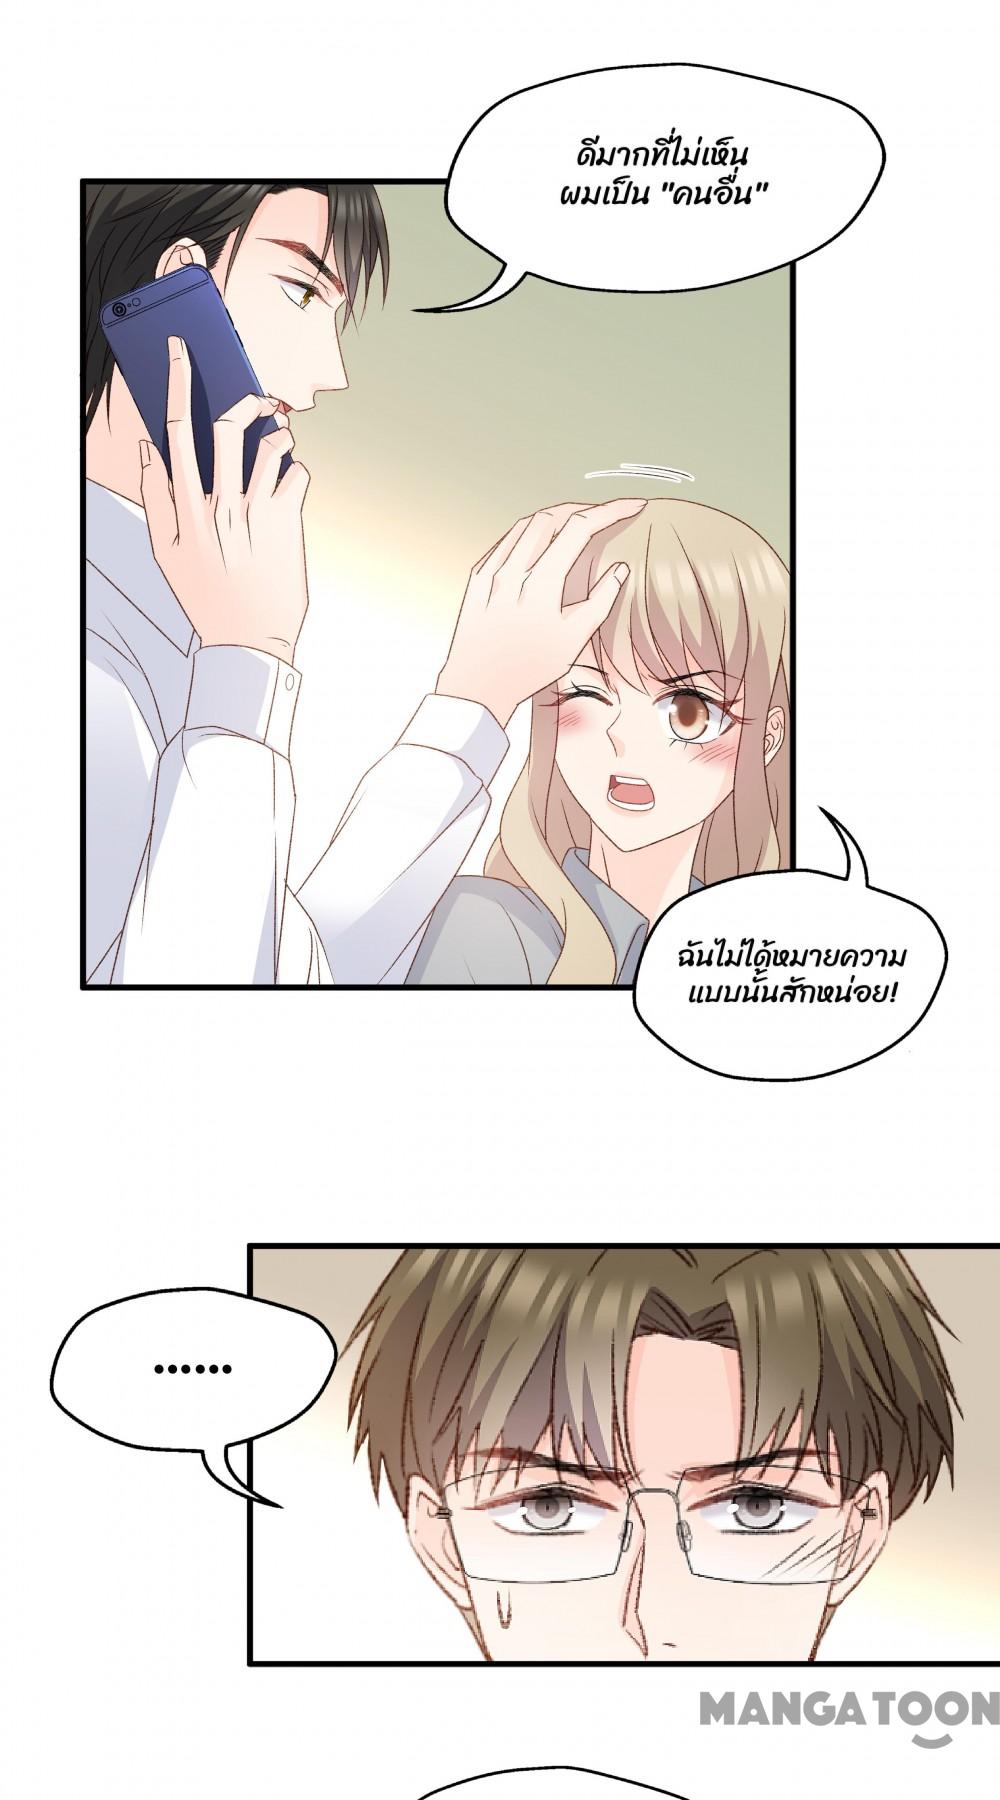 ดีมากที่ไม่เห็น
ผมเป็น "คนอื่น"
ฉันไม่ได้หมายความ
แบบนั้นสักหน่อย!
......
MANGATOON